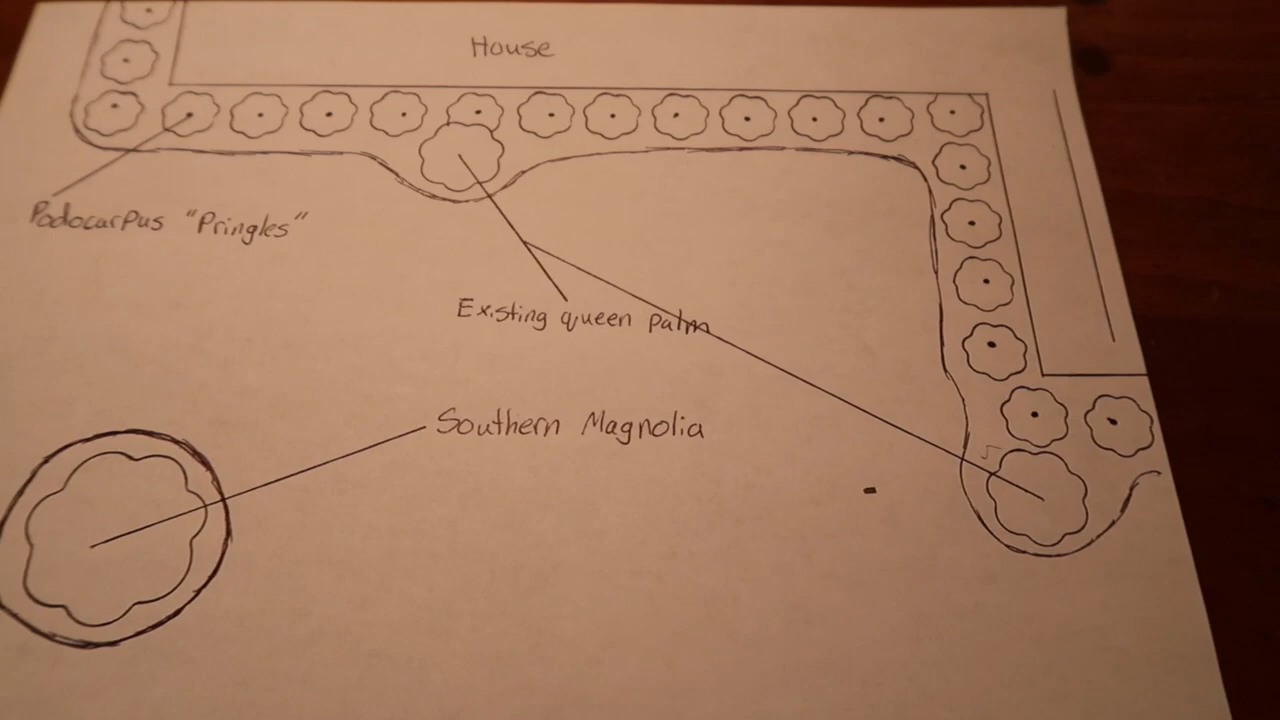 House
Podocarpus "Pringles"
Existing queen palm
Southern Magnolia